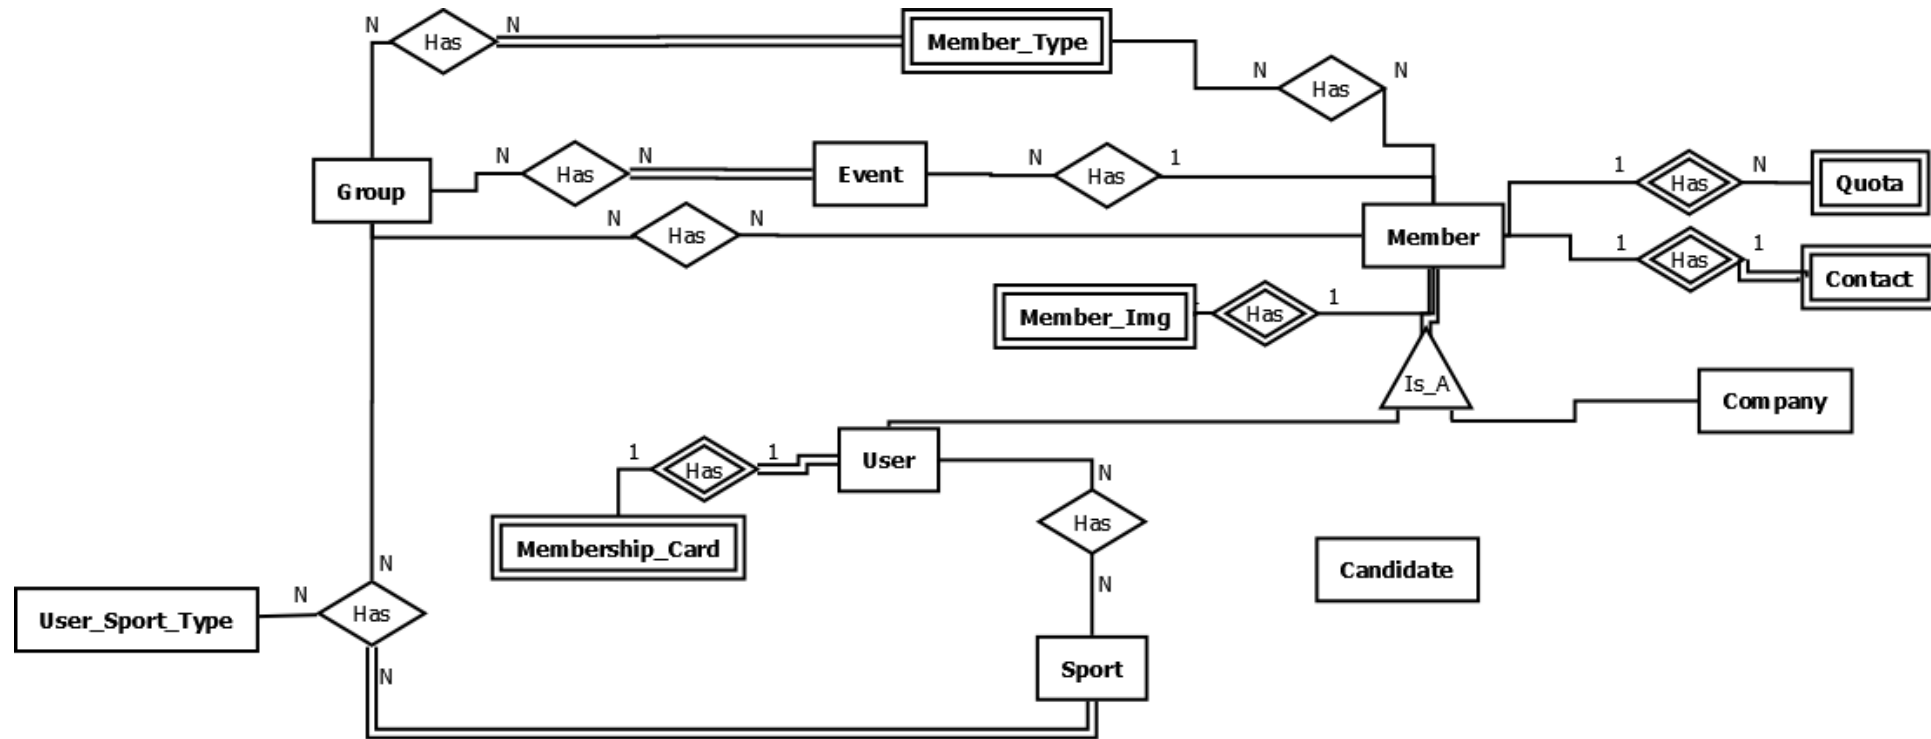 N
Has
N
Member_Type
N
Has
N
Group
N
Has
N
Event
N
Has
1
1
Has
N
Quota
N
Has
N
Member
1
Has
1
Contact
Member_Img
Has
1
Is_A
Company
1
Has
1
User
N
Has
N
Membership_Card
Candidate
User_Sport_Type
N
N
Has
N
Sport